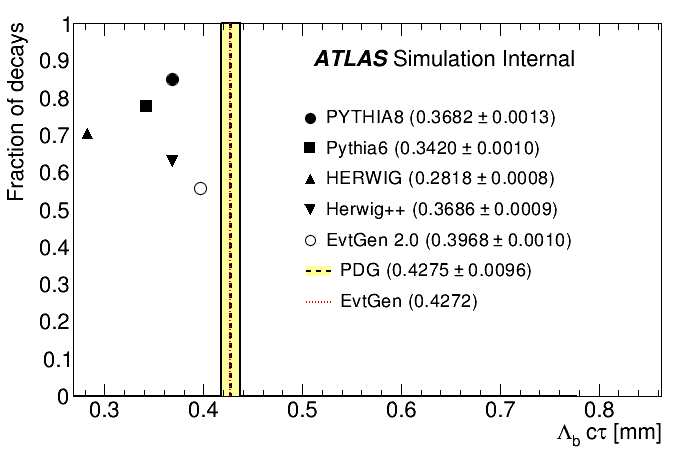 Fraction of decays
1
0.9
0.8
0.7
0.6
0.5
0.4
0.3
0.2
0.1
0
ATLAS Simulation Internal
PYTHIA8 (0.3682 ± 0.0013)
Pythia6 (0.3420 ± 0.0010)
HERWIG (0.2818 ± 0.0008)
Herwig++ (0.3686 ± 0.0009)
EvtGen 2.0 (0.3968 ± 0.0010)
PDG (0.4275 ± 0.0096)
EvtGen (0.4272)
0.3 0.4 0.5 0.6 0.7 0.8
Λb cτ [mm]